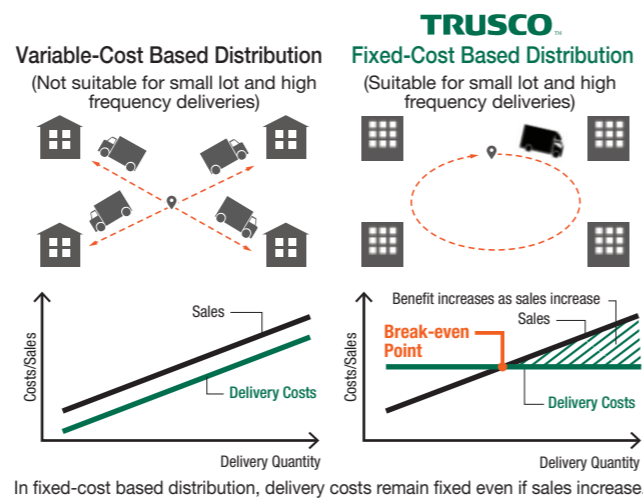 TRUSCO™
Variable-Cost Based Distribution
(Not suitable for small lot and high
frequency deliveries)
Fixed-Cost Based Distribution
(Suitable for small lot and high
frequency deliveries)
Costs/Sales
Sales
Delivery Costs
Delivery Quantity
Costs/Sales
Benefit increases as sales increase
Sales
Break-even
Point
Delivery Costs
Delivery Quantity
In fixed-cost based distribution, delivery costs remain fixed even if sales increase